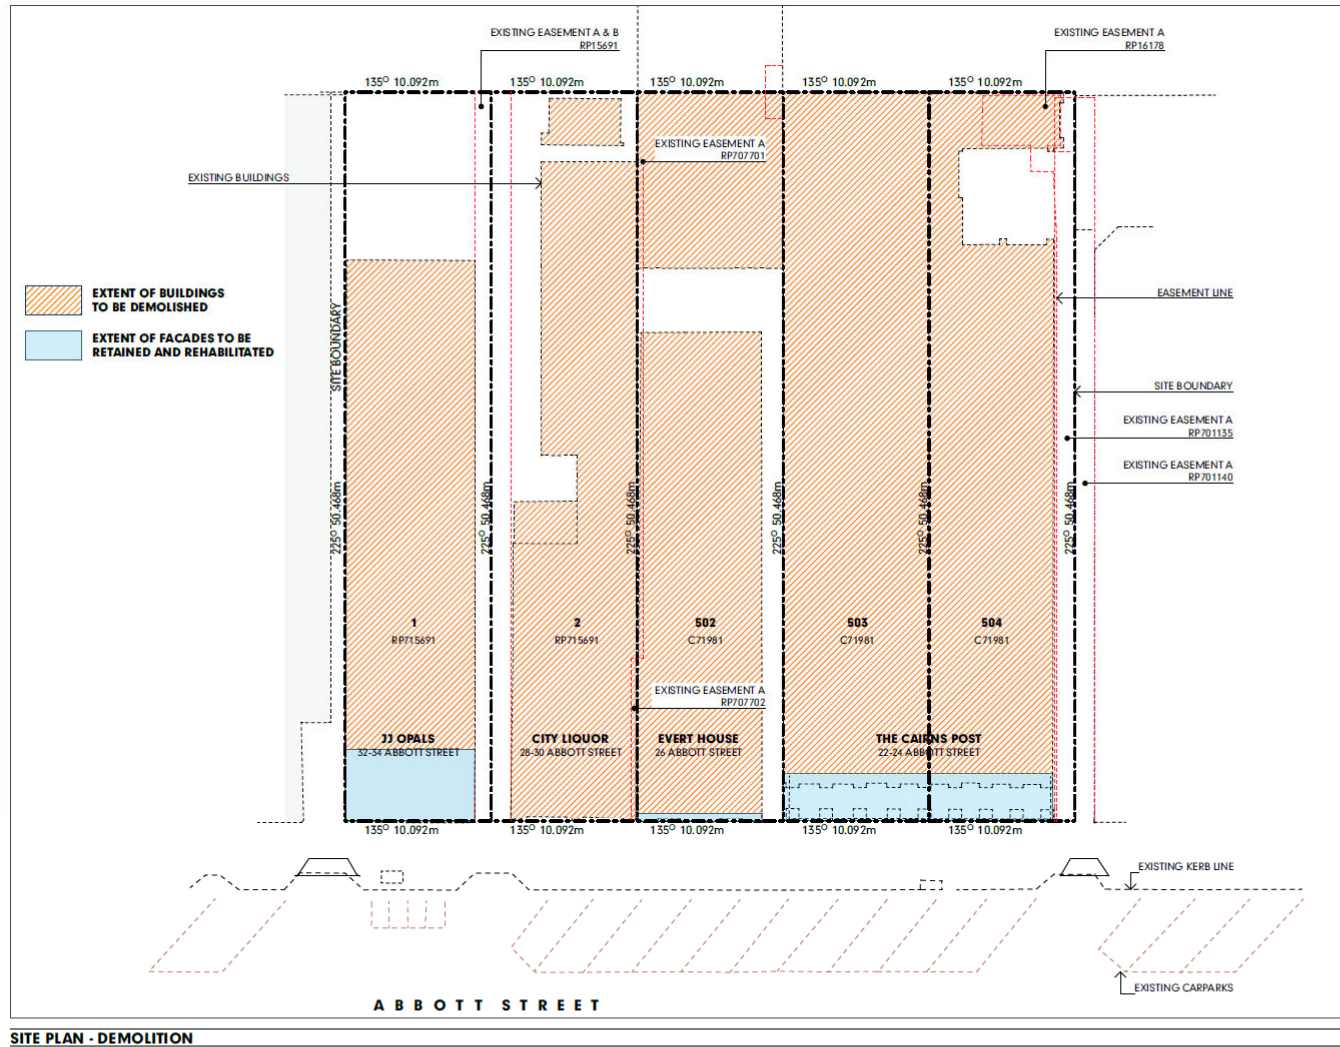 EXISTING EASEMENT A & B
RP15691
EXISTING EASEMENT A
RP16178
135° 10.092m
135° 10.092m
135° 10.092m
135° 10.092m
135° 10.092m
EXISTING EASEMENT A
RP707701
EXISTING BUILDINGS
EXTENT OF BUILDINGS
TO BE DEMOLISHED
EXTENT OF FACADES TO BE
RETAINED AND REHABILITATED
SITE BOUNDARY
EASEMENT LINE
SITE BOUNDARY
EXISTING EASEMENT A
RP701135
EXISTING EASEMENT A
RP701140
225° 50.468m
225° 50.468m
225° 50.468m
225° 50.468m
225° 50.468m
225° 50.468m
1
RP715691
2
RP715691
502
C71981
503
C71981
504
C71981
EXISTING EASEMENT A
RP707702
JJ OPALS
32-34 ABBOTT STREET
CITY LIQUOR
28-30 ABBOTT STREET
EVERT HOUSE
26 ABBOTT STREET
THE CAIRNS POST
22-24 ABBOTT STREET
135° 10.092m
135° 10.092m
135° 10.092m
135° 10.092m
135° 10.092m
EXISTING KERB LINE
EXISTING CARPARKS
ABBOTT STREET
SITE PLAN - DEMOLITION